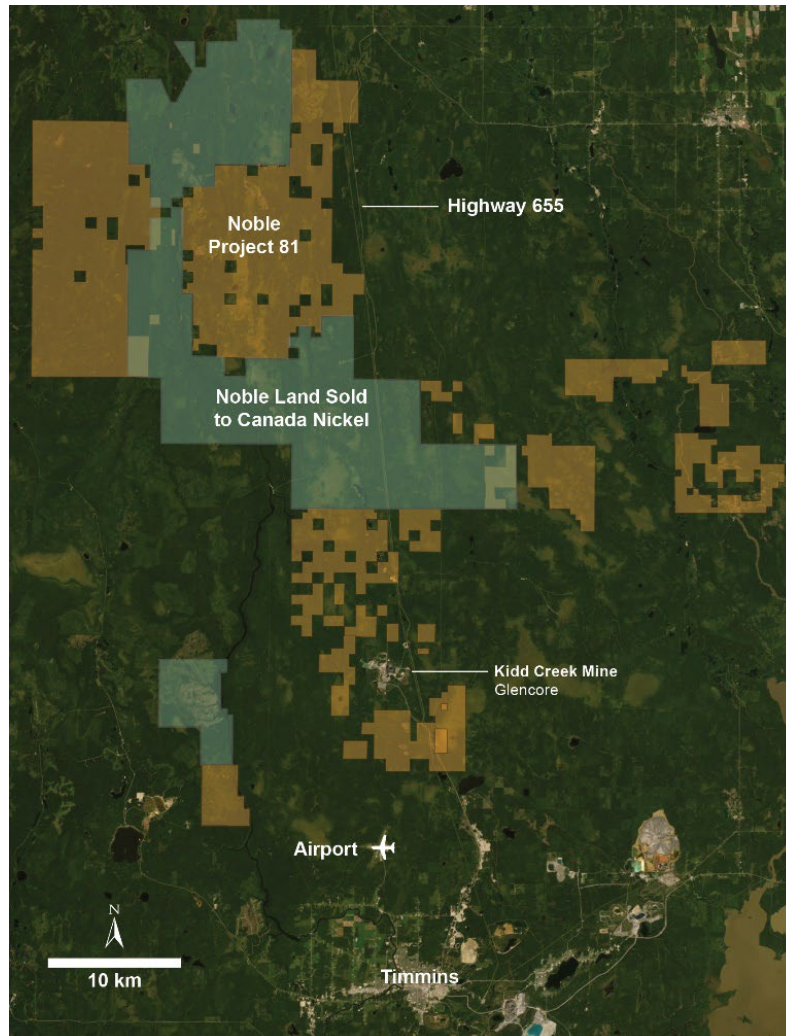 Highway 655
Noble
Project 81
Noble Land Sold
to Canada Nickel
Kidd Creek Mine
Glencore
Airport
N
10 km
Timmins